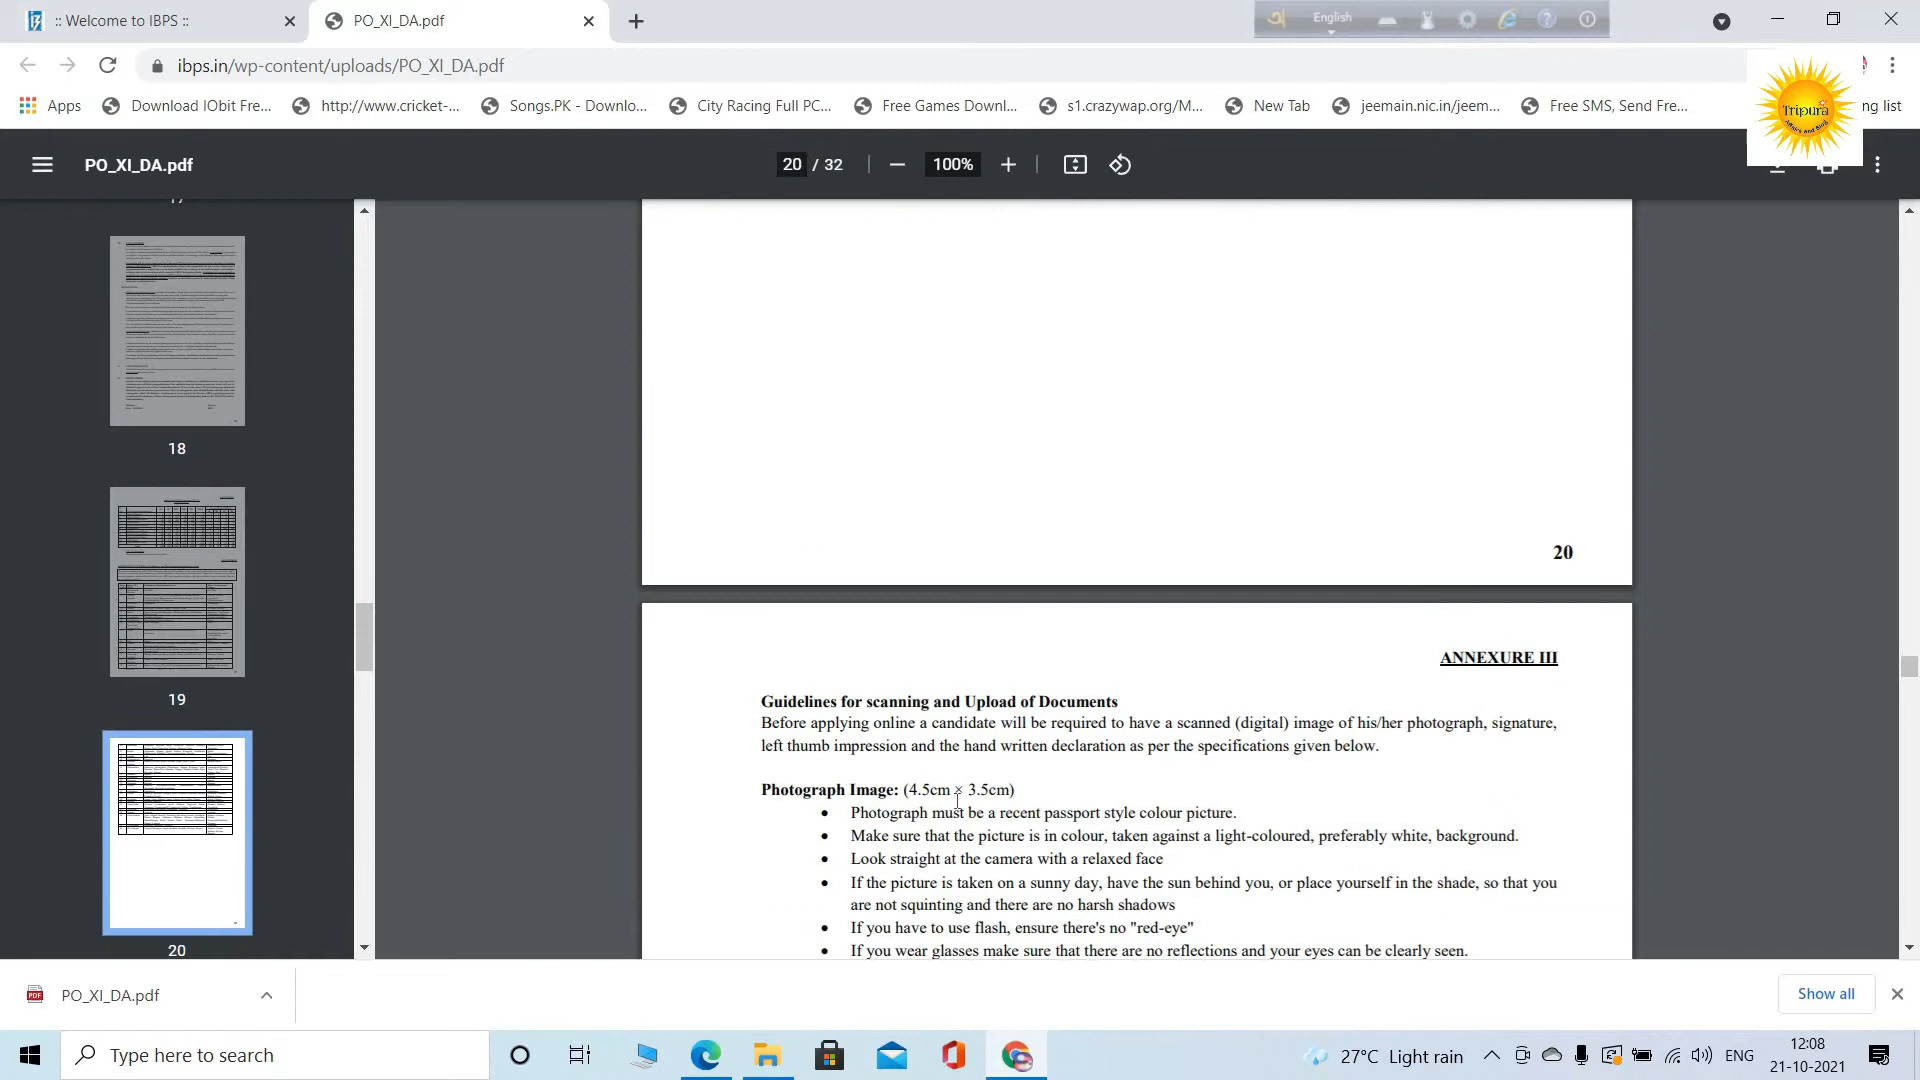 :: Welcome to IBPS ::
PO_XI_DA.pdf
English
ibps.in/wp-content/uploads/PO_XI_DA.pdf
Apps
Download IObit Fre...
http://www.cricket-...
Songs.PK - Downlo...
City Racing Full PC...
Free Games Downl...
s1.crazywap.org/M...
New Tab
jeemain.nic.in/jeem...
Free SMS, Send Fre...
ng list
Tripura
PO_XI_DA.pdf
20 / 32
100%
18
19
20
20
ANNEXURE III
Guidelines for scanning and Upload of Documents
Before applying online a candidate will be required to have a scanned (digital) image of his/her photograph, signature,
left thumb impression and the hand written declaration as per the specifications given below.
Photograph Image: (4.5cm × 3.5cm)
• Photograph must be a recent passport style colour picture.
• Make sure that the picture is in colour, taken against a light-coloured, preferably white, background.
• Look straight at the camera with a relaxed face
• If the picture is taken on a sunny day, have the sun behind you, or place yourself in the shade, so that you
are not squinting and there are no harsh shadows
• If you have to use flash, ensure there's no "red-eye"
• If you wear glasses make sure that there are no reflections and your eyes can be clearly seen.
PO_XI_DA.pdf
Show all
Type here to search
27°C Light rain
ENG
12:08
21-10-2021